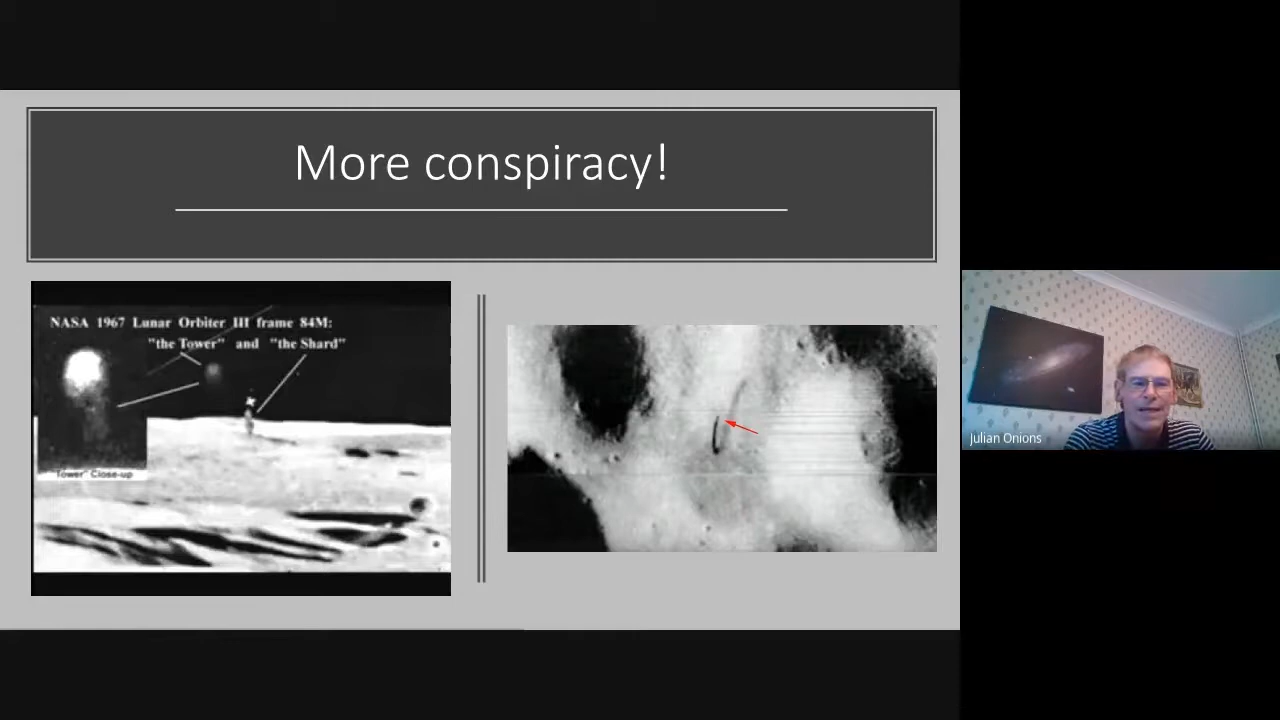 More conspiracy!
NASA 1967 Lunar Orbiter III frame 84M:
"the Tower" and "the Shard"
Tower" Close-up
Julian Onions